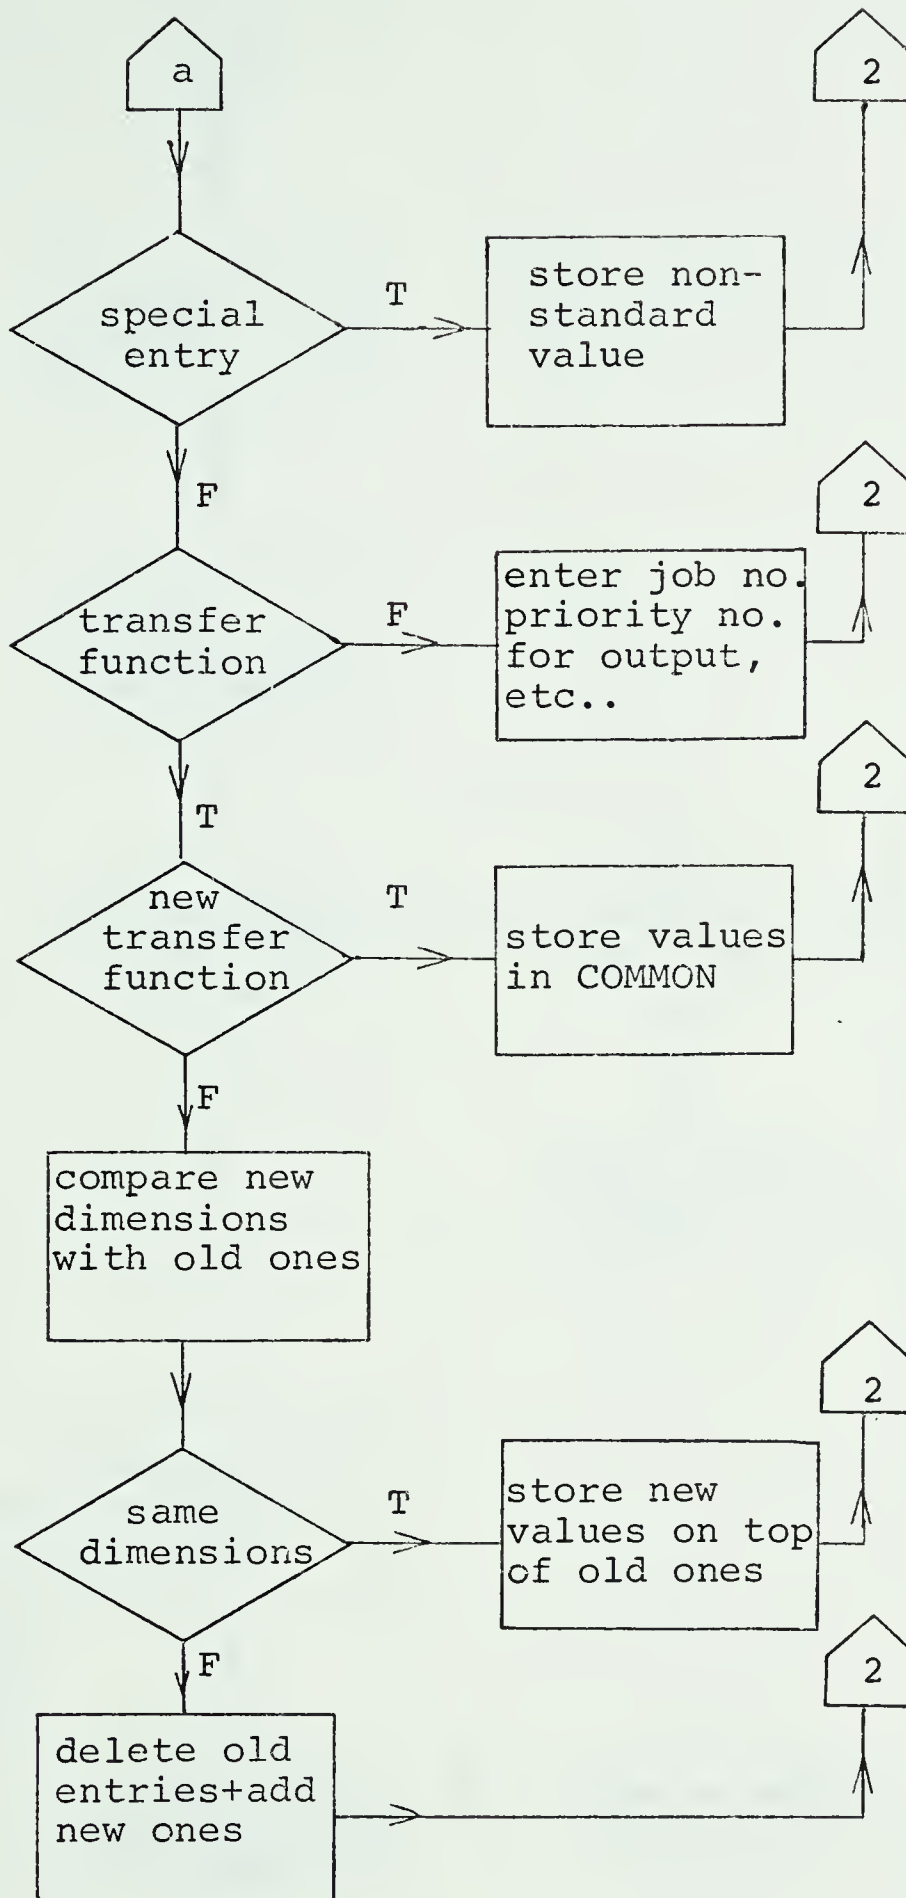 a
2
special
entry
T
store non-
standard
value
F
2
transfer
function
F
enter job no.
priority no.
for output,
etc..
T
2
new
transfer
function
T
store values
in COMMON
F
compare new
dimensions
with old ones
2
same
dimensions
T
store new
values on top
of old ones
F
2
delete old
entries+add
new ones